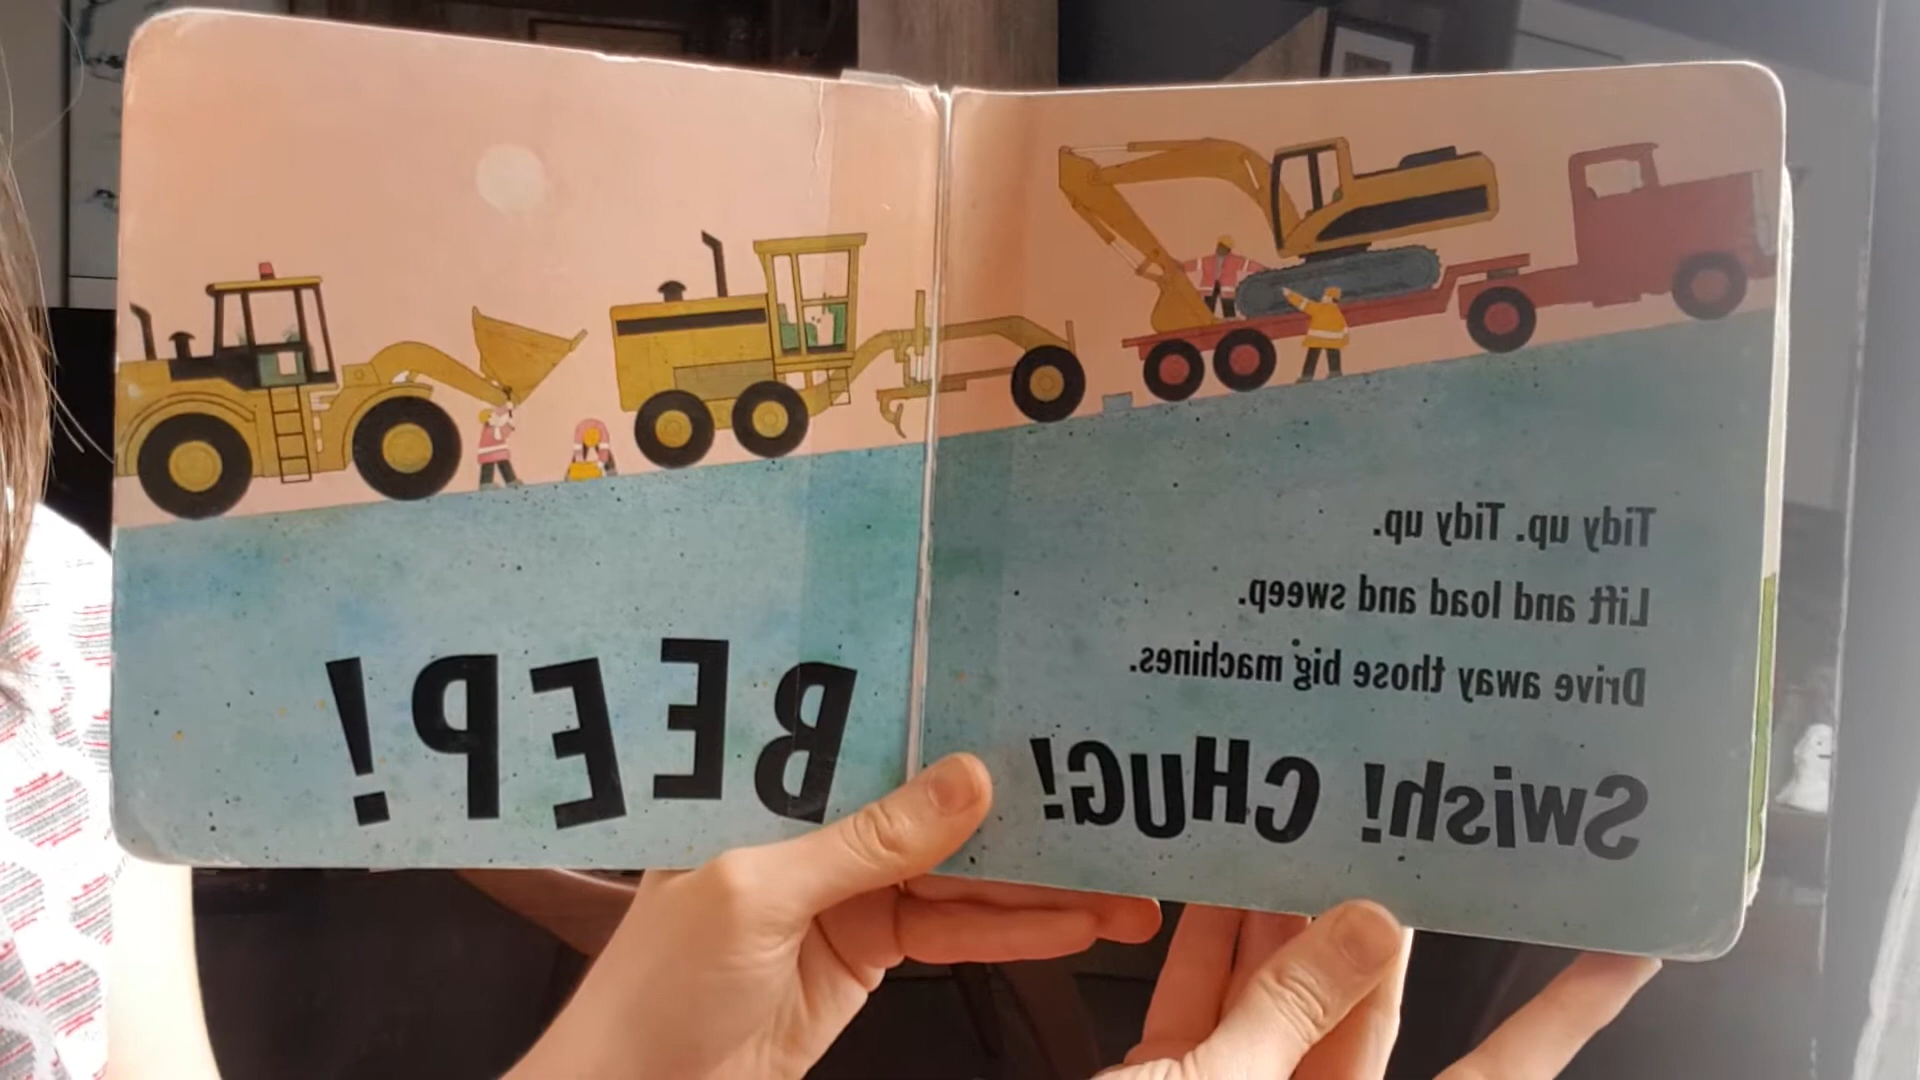 Tidy up. Tidy up.
Lift and load and sweep.
Drive away those big machines.
Swish! CHUG!
BEEP!